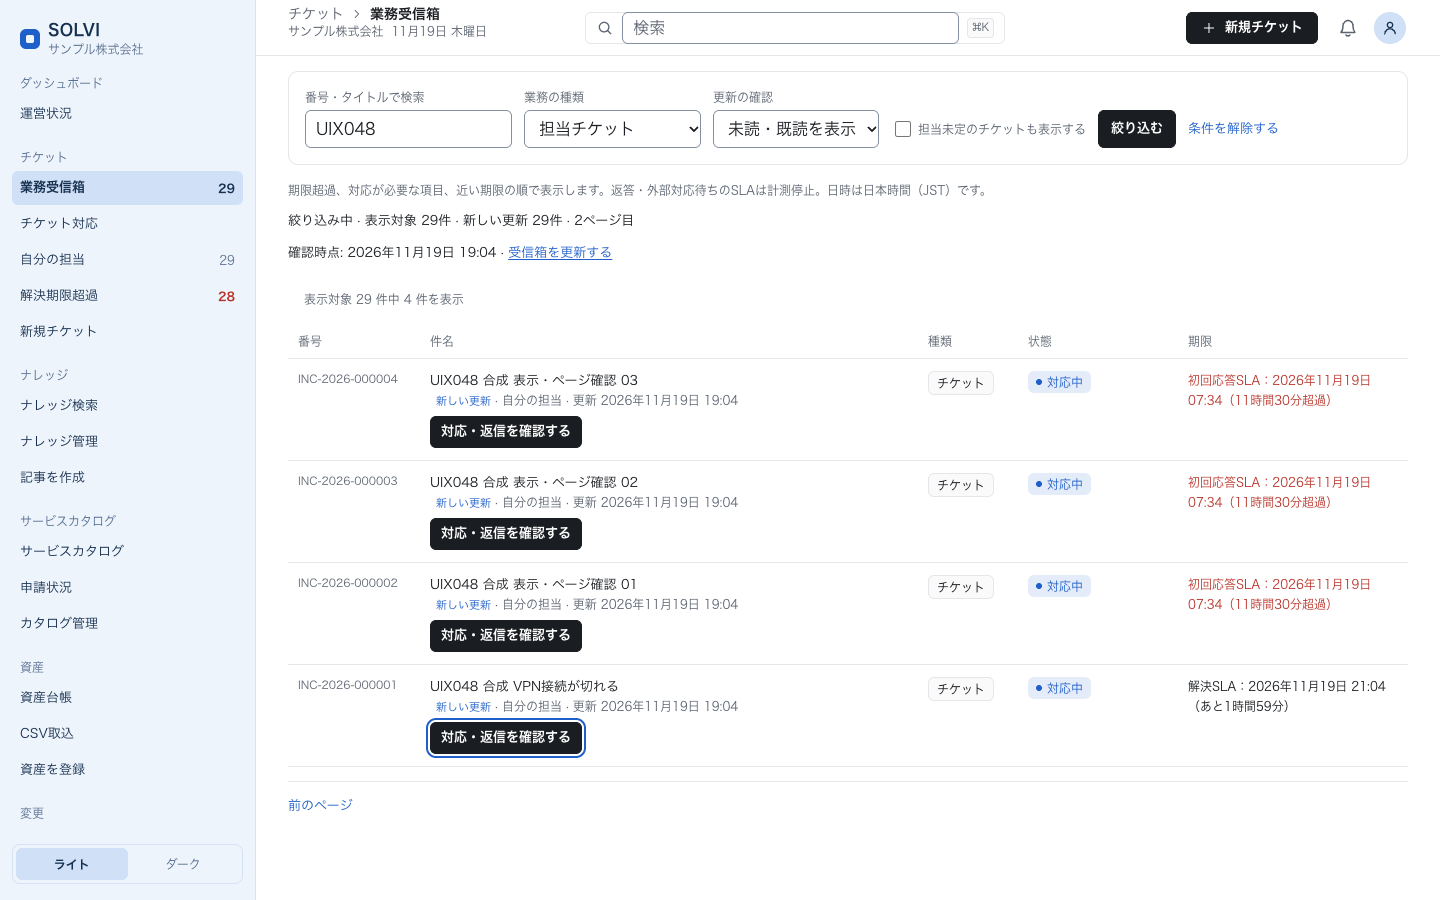 SOLVI
サンプル株式会社
ダッシュボード
運営状況
チケット
業務受信箱 29
チケット対応
自分の担当 29
解決期限超過 28
新規チケット
ナレッジ
ナレッジ検索
ナレッジ管理
記事を作成
サービスカタログ
サービスカタログ
申請状況
カタログ管理
資産
資産台帳
CSV取込
資産を登録
変更
ライト ダーク
チケット > 業務受信箱
サンプル株式会社 11月19日 木曜日
検索 ⌘K
+ 新規チケット
番号・タイトルで検索 業務の種類 更新の確認
UIX048 担当チケット 未読・既読を表示 担当未定のチケットも表示する 絞り込む 条件を解除する
期限超過、対応が必要な項目、近い期限の順で表示します。返答・外部対応待ちのSLAは計測停止。日時は日本時間（JST）です。
絞り込み中 · 表示対象 29件 · 新しい更新 29件 · 2ページ目
確認時点: 2026年11月19日 19:04 · 受信箱を更新する
表示対象 29 件中 4 件を表示
番号 件名 種類 状態 期限
INC-2026-000004 UIX048 合成 表示・ページ確認 03 チケット 対応中 初回応答SLA：2026年11月19日
新しい更新 · 自分の担当 · 更新 2026年11月19日 19:04 07:34（11時間30分超過）
対応・返信を確認する
INC-2026-000003 UIX048 合成 表示・ページ確認 02 チケット 対応中 初回応答SLA：2026年11月19日
新しい更新 · 自分の担当 · 更新 2026年11月19日 19:04 07:34（11時間30分超過）
対応・返信を確認する
INC-2026-000002 UIX048 合成 表示・ページ確認 01 チケット 対応中 初回応答SLA：2026年11月19日
新しい更新 · 自分の担当 · 更新 2026年11月19日 19:04 07:34（11時間30分超過）
対応・返信を確認する
INC-2026-000001 UIX048 合成 VPN接続が切れる チケット 対応中 解決SLA：2026年11月19日 21:04
新しい更新 · 自分の担当 · 更新 2026年11月19日 19:04 （あと1時間59分）
対応・返信を確認する
前のページ